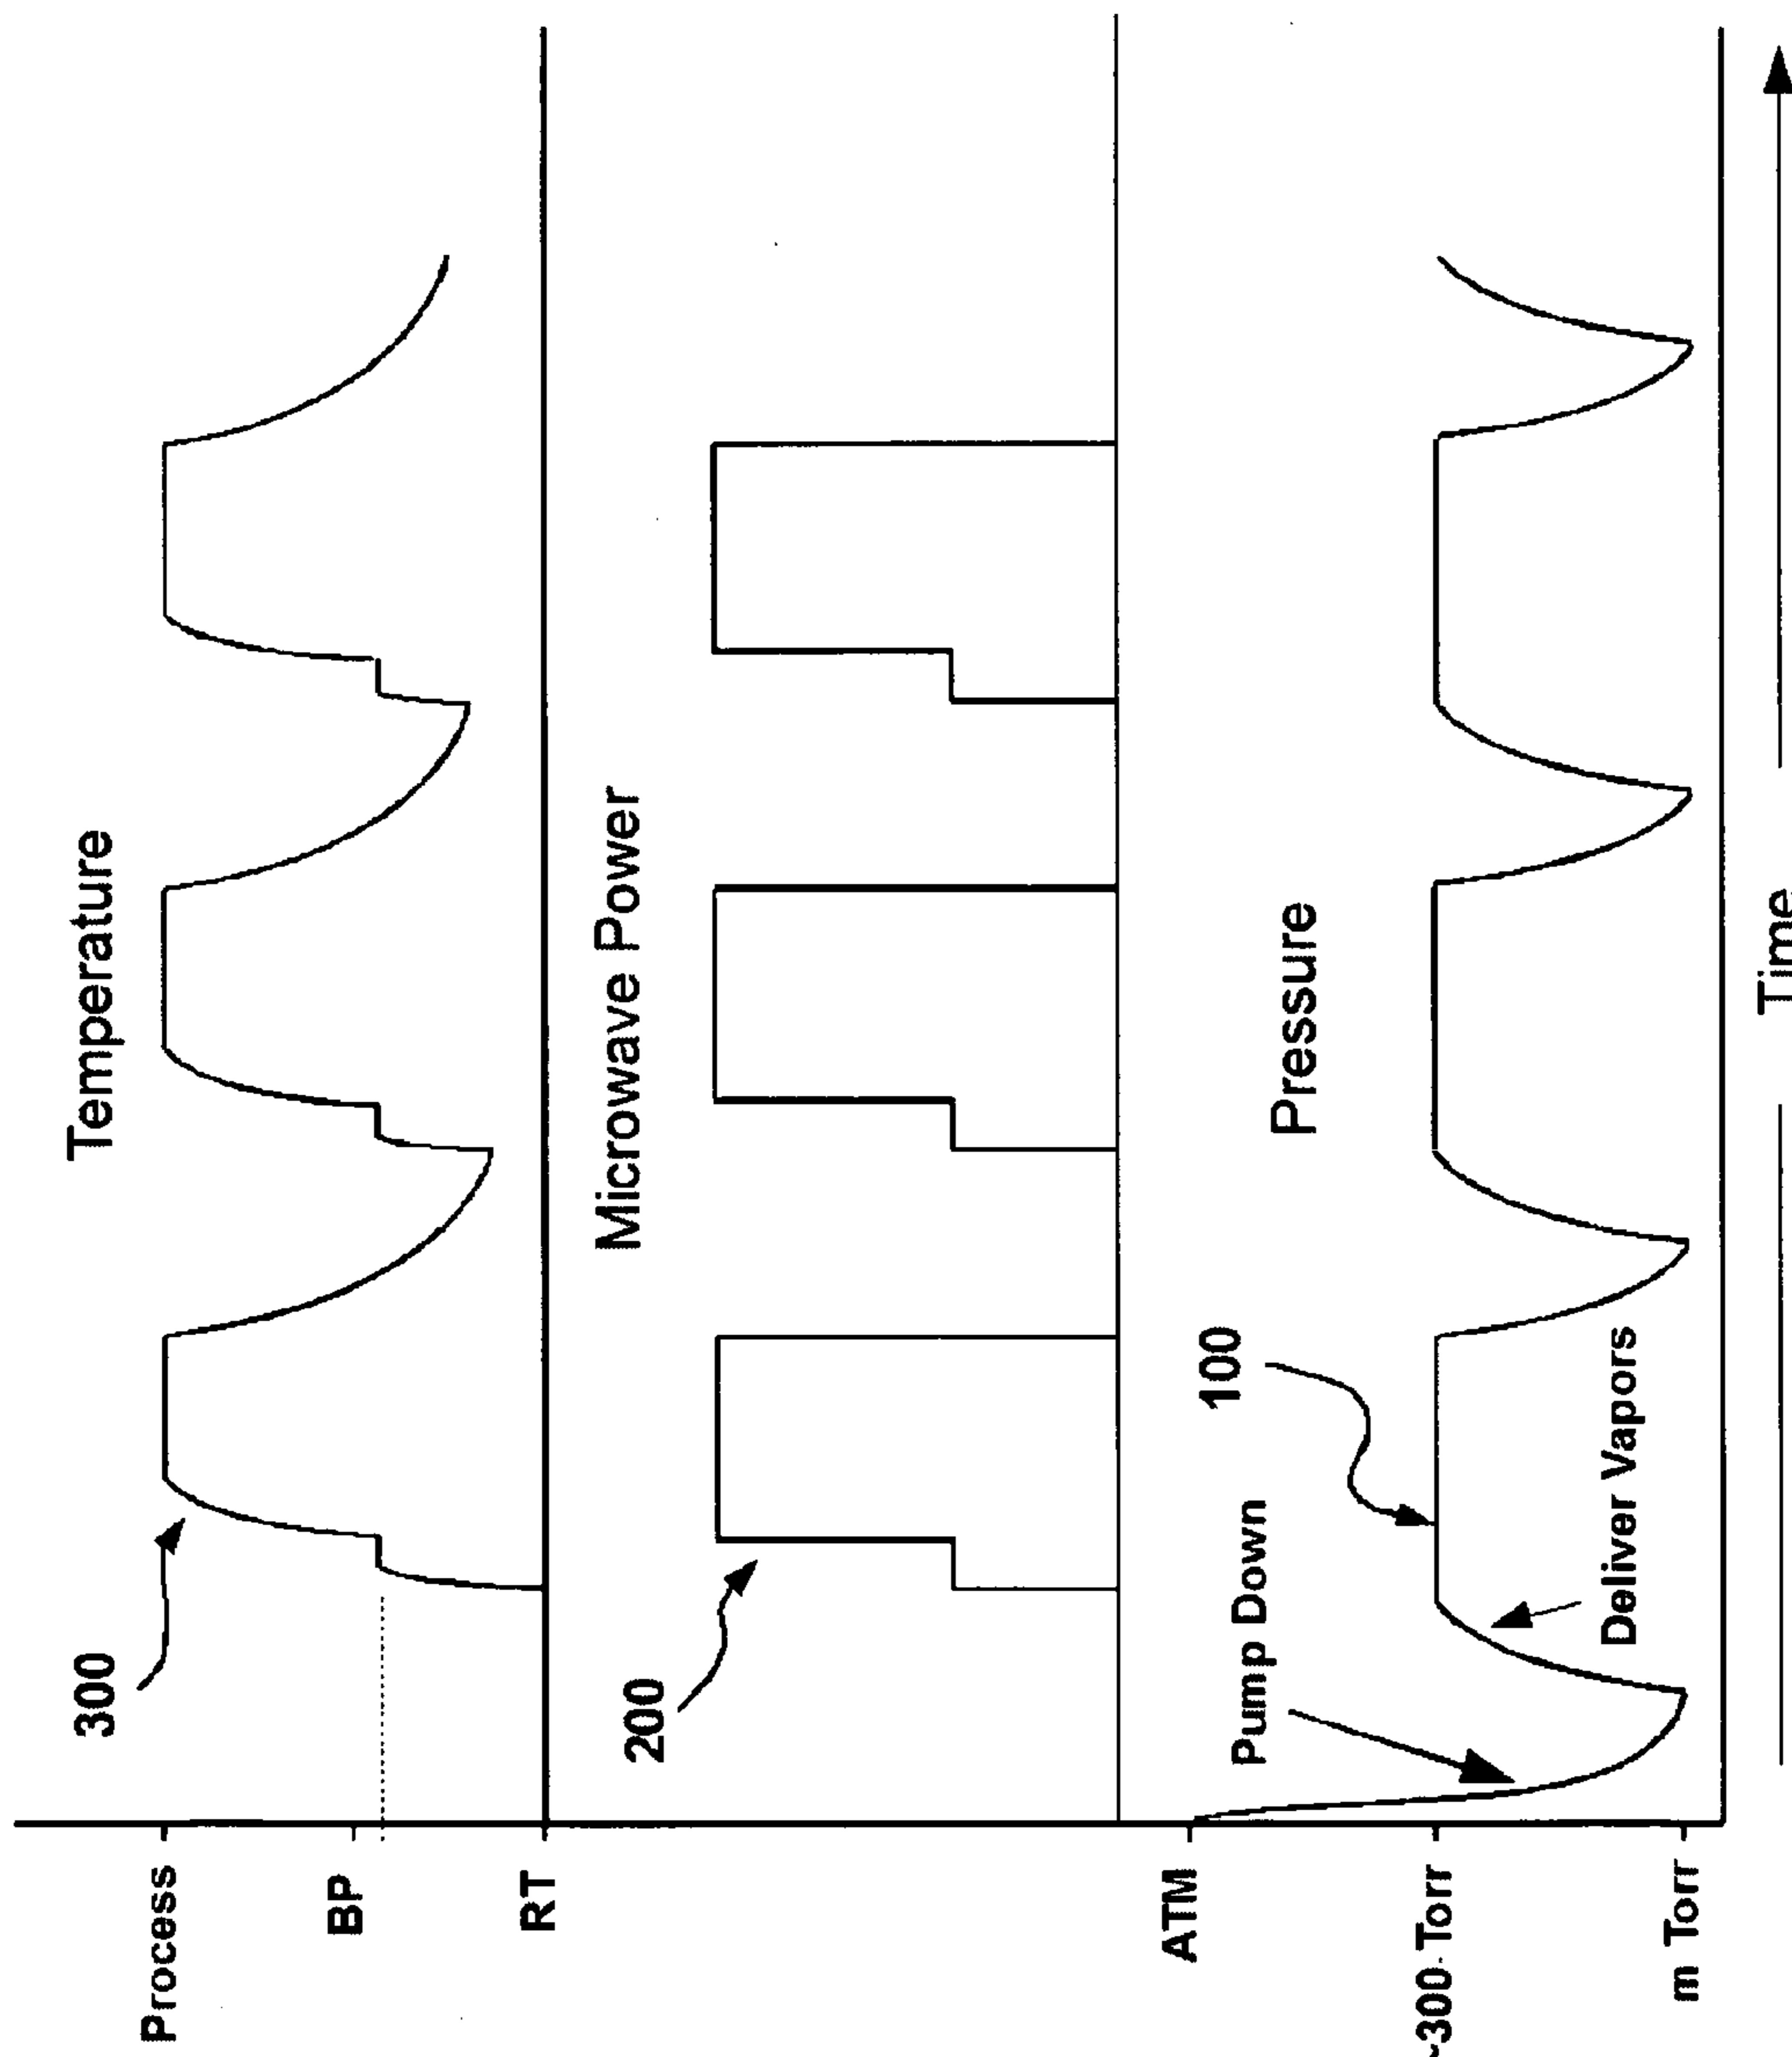 Temperature
300
Process
BP
RT
Microwave Power
200
Pressure
ATM
Pump Down
100
~300 Torr
Deliver Vapors
m Torr
Time